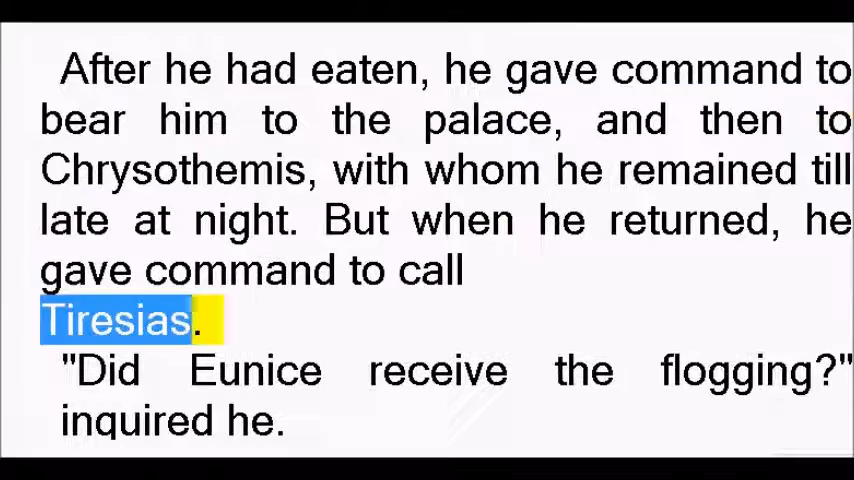 After he had eaten, he gave command to
bear him to the palace, and then to
Chrysothemis, with whom he remained till
late at night. But when he returned, he
gave command to call
Tiresias.
"Did Eunice receive the flogging?"
inquired he.